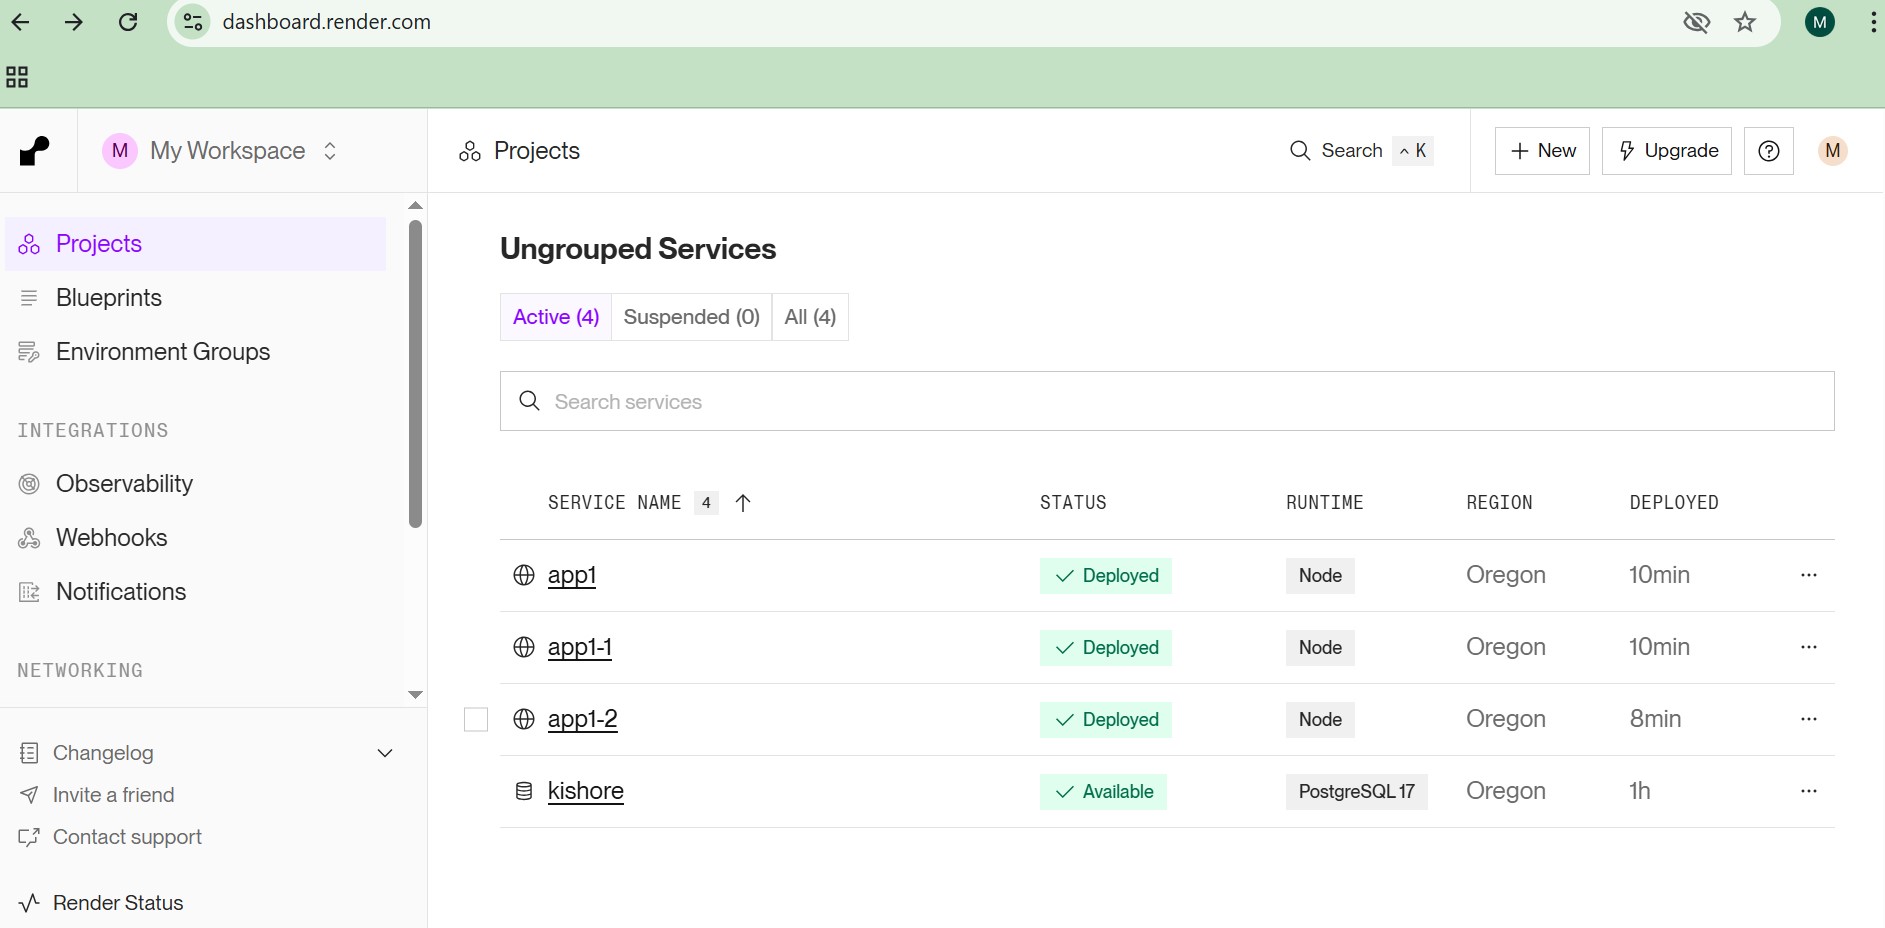 dashboard.render.com
M
M My Workspace
Projects
Search ^ K
+ New
Upgrade
M
Projects
Blueprints
Environment Groups
INTEGRATIONS
Observability
Webhooks
Notifications
NETWORKING
Changelog
Invite a friend
Contact support
Render Status
Ungrouped Services
Active (4) Suspended (0) All (4)
Search services
SERVICE NAME 4 ↑ STATUS RUNTIME REGION DEPLOYED
app1 Deployed Node Oregon 10min ...
app1-1 Deployed Node Oregon 10min ...
app1-2 Deployed Node Oregon 8min ...
kishore Available PostgreSQL 17 Oregon 1h ...